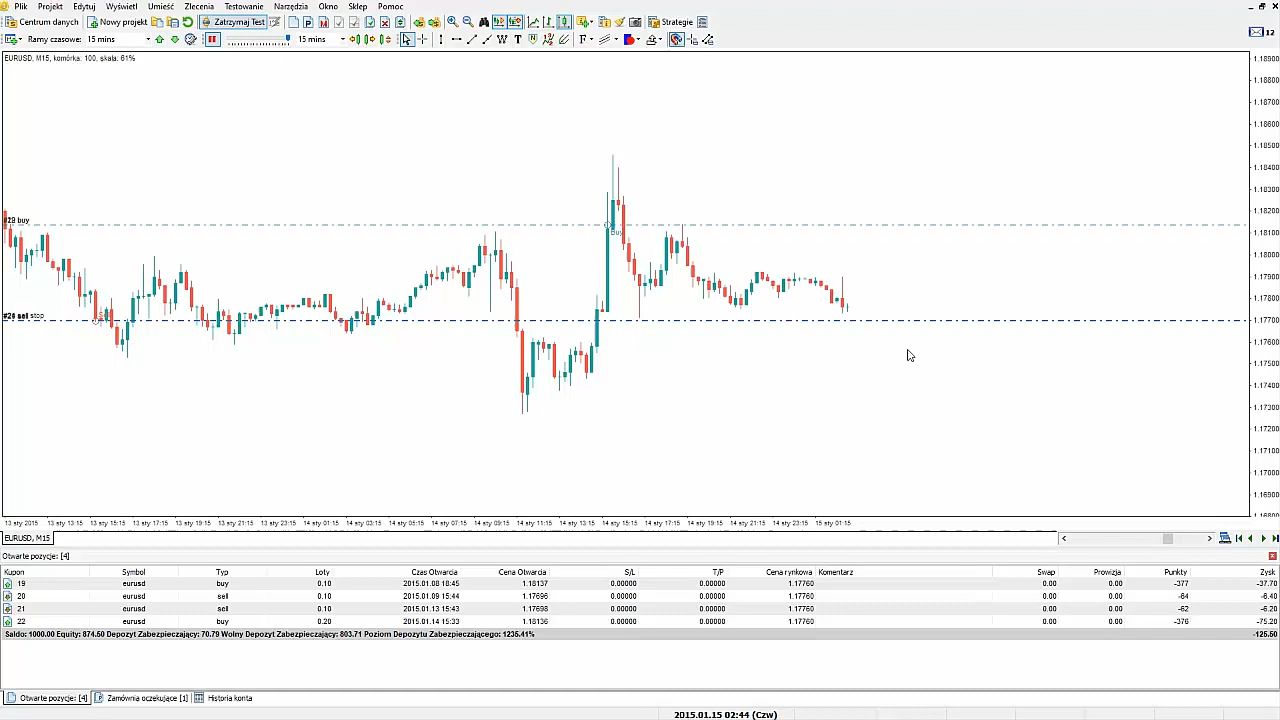 Plik Projekt Edytuj Wyświetl Umieść Zlecenia Testowanie Narzędzia Okno Sklep Pomoc
Centrum danych Nowy projekt Zatrzymaj Test Strategie
Ramy czasowe: 15 mins 15 mins 12
EURUSD, M15, komórka: 100, skala: 61%
1.18900
1.18800
1.18700
1.18600
1.18500
1.18400
1.18300
1.18200
buy
1.18100
Buy
1.18000
1.17900
1.17800
sell stop
1.17700
1.17600
1.17500
1.17400
1.17300
1.17200
1.17100
1.17000
1.16900
13 sty 2015 13 sty 13:15 13 sty 15:15 13 sty 17:15 13 sty 19:15 13 sty 21:15 13 sty 23:15 14 sty 01:15 14 sty 03:15 14 sty 05:15 14 sty 07:15 14 sty 09:15 14 sty 11:15 14 sty 13:15 14 sty 15:15 14 sty 17:15 14 sty 19:15 14 sty 21:15 14 sty 23:15 15 sty 01:15
EURUSD, M15
Otwarte pozycje: [4]
Kupon Symbol Typ Loty Czas Otwarcia Cena Otwarcia S/L T/P Cena rynkowa Komentarz Swap Prowizja Punkty Zysk
19 eurusd buy 0.10 2015.01.08 18:45 1.18137 0.00000 0.00000 1.17760 0.00 0.00 -377 -37.70
20 eurusd sell 0.10 2015.01.09 15:44 1.17696 0.00000 0.00000 1.17760 0.00 0.00 -64 -6.40
21 eurusd sell 0.10 2015.01.13 15:43 1.17698 0.00000 0.00000 1.17760 0.00 0.00 -62 -6.20
22 eurusd buy 0.20 2015.01.14 15:33 1.18136 0.00000 0.00000 1.17760 0.00 0.00 -376 -75.20
Saldo: 1000.00 Equity: 874.50 Depozyt Zabezpieczający: 70.79 Wolny Depozyt Zabezpieczający: 803.71 Poziom Depozytu Zabezpieczającego: 1235.41% -125.50
Otwarte pozycje: [4] Zamównia oczekujące [1] Historia konta
2015.01.15 02:44 (Czw)